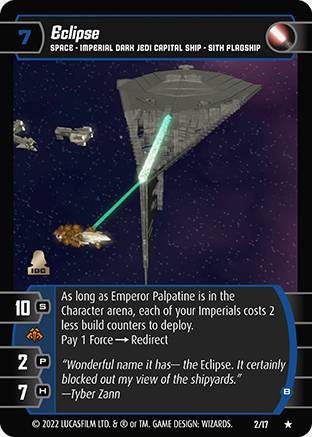 7 Eclipse
SPACE - IMPERIAL DARK JEDI CAPITAL SHIP - SITH FLAGSHIP
IDC
10 S
As long as Emperor Palpatine is in the
Character arena, each of your Imperials costs 2
less build counters to deploy.
Pay 1 Force → Redirect
2 P
7 H
“Wonderful name it has— the Eclipse. It certainly
blocked out my view of the shipyards.”
—Tyber Zann
B
© 2022 LUCASFILM LTD. & ® or TM. GAME DESIGN: WIZARDS.
2/17 ★